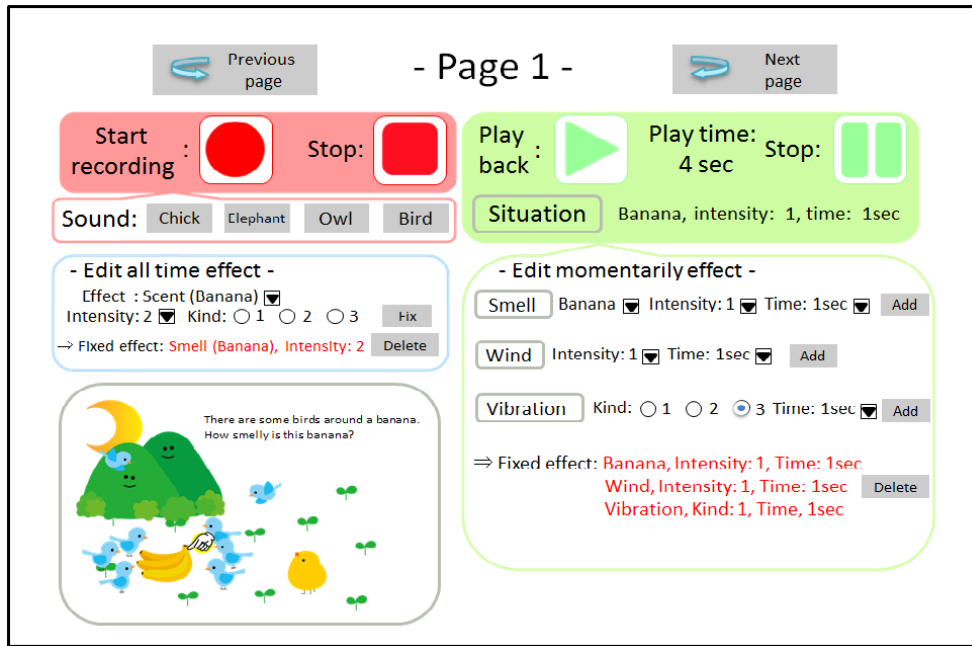 Previous
page
- Page 1 -
Next
page
Start
recording :
Stop:
Play
back :
Play time:
4 sec
Stop:
Sound: Chick Elephant Owl Bird
Situation Banana, intensity: 1, time: 1sec
- Edit all time effect -
Effect : Scent (Banana)
Intensity: 2 Kind: 1 2 3 Fix
⇒ Fixed effect: Smell (Banana), Intensity: 2 Delete
There are some birds around a banana.
How smelly is this banana?
- Edit momentarily effect -
Smell Banana Intensity: 1 Time: 1sec Add
Wind Intensity: 1 Time: 1sec Add
Vibration Kind: 1 2 3 Time: 1sec Add
⇒ Fixed effect: Banana, Intensity: 1, Time: 1sec
Wind, Intensity: 1, Time: 1sec Delete
Vibration, Kind: 1, Time, 1sec